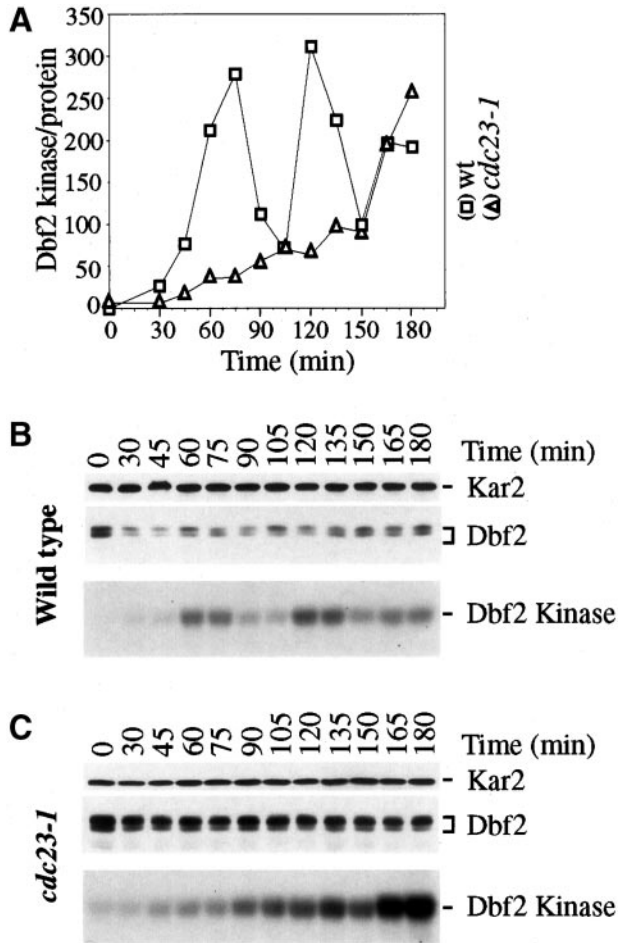 A
Dbf2 kinase/protein
350
300
250
200
150
100
50
0
0 30 60 90 120 150 180
Time (min)
(□) wt
(△) cdc23-1
B
Wild type
0 30 45 60 75 90 105 120 135 150 165 180 Time (min)
Kar2
Dbf2
Dbf2 Kinase
C
cdc23-1
0 30 45 60 75 90 105 120 135 150 165 180 Time (min)
Kar2
Dbf2
Dbf2 Kinase